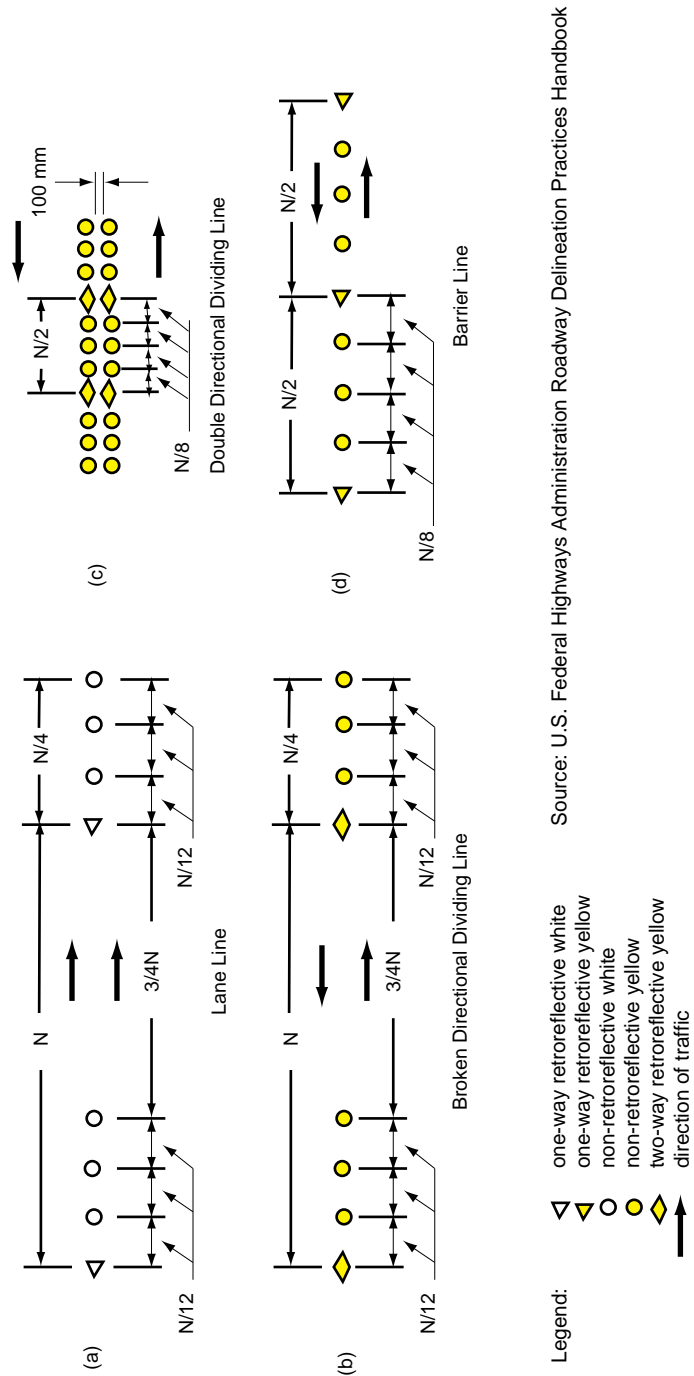 (a)
N
N/4
3/4N
N/12
N/12
Lane Line
(b)
N
N/4
3/4N
N/12
N/12
Broken Directional Dividing Line
(c)
N/2
100 mm
N/8
Double Directional Dividing Line
(d)
N/2
N/2
N/8
Barrier Line
Legend:
one-way retroreflective white
one-way retroreflective yellow
non-retroreflective white
non-retroreflective yellow
two-way retroreflective yellow
direction of traffic
Source: U.S. Federal Highways Administration Roadway Delineation Practices Handbook